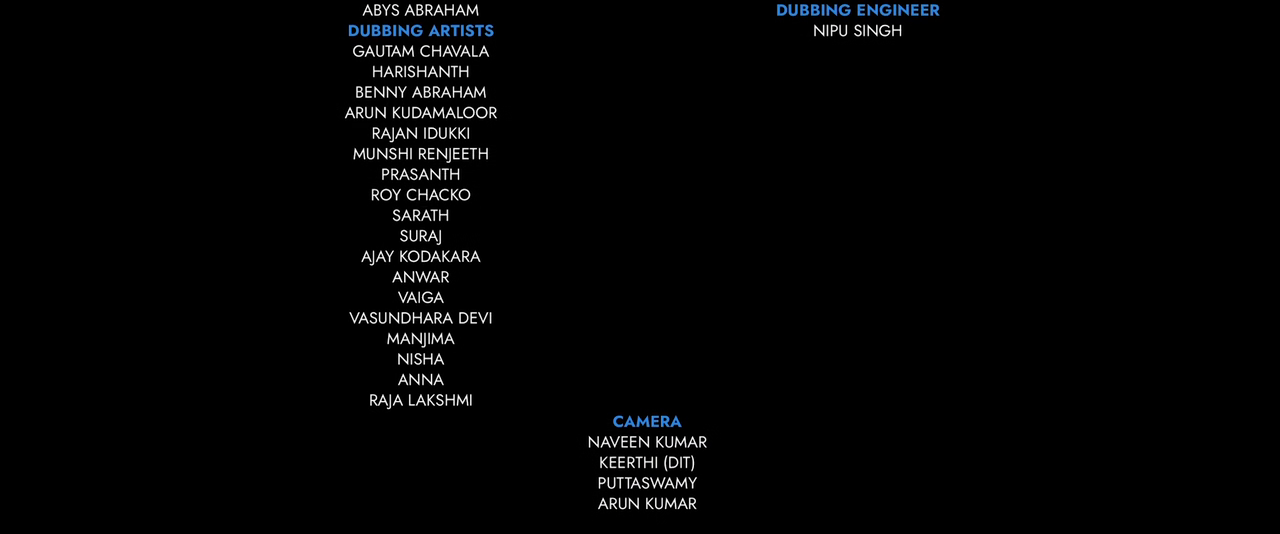 ABYS ABRAHAM
DUBBING ARTISTS
GAUTAM CHAVALA
HARISHANTH
BENNY ABRAHAM
ARUN KUDAMALOOR
RAJAN IDUKKI
MUNSHI RENJEETH
PRASANTH
ROY CHACKO
SARATH
SURAJ
AJAY KODAKARA
ANWAR
VAIGA
VASUNDHARA DEVI
MANJIMA
NISHA
ANNA
RAJA LAKSHMI
DUBBING ENGINEER
NIPU SINGH
CAMERA
NAVEEN KUMAR
KEERTHI (DIT)
PUTTASWAMY
ARUN KUMAR